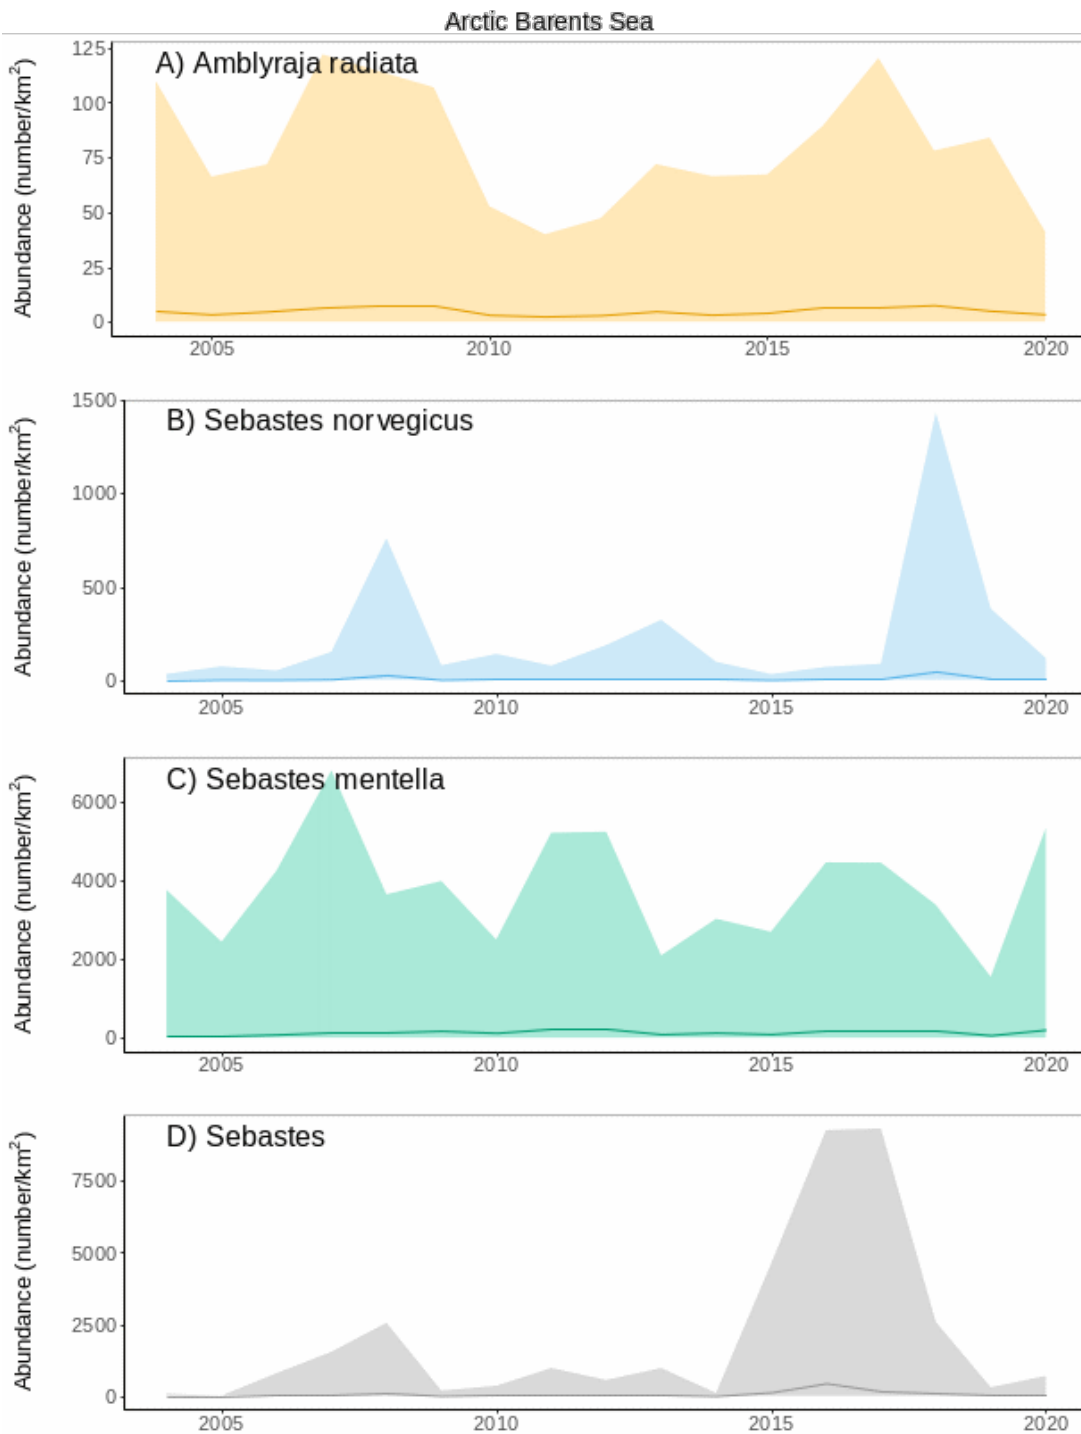 Arctic Barents Sea
A) Amblyraja radiata
Abundance (number/km²)
125
100
75
50
25
0
2005 2010 2015 2020
B) Sebastes norvegicus
Abundance (number/km²)
1500
1000
500
0
2005 2010 2015 2020
C) Sebastes mentella
Abundance (number/km²)
6000
4000
2000
0
2005 2010 2015 2020
D) Sebastes
Abundance (number/km²)
7500
5000
2500
0
2005 2010 2015 2020